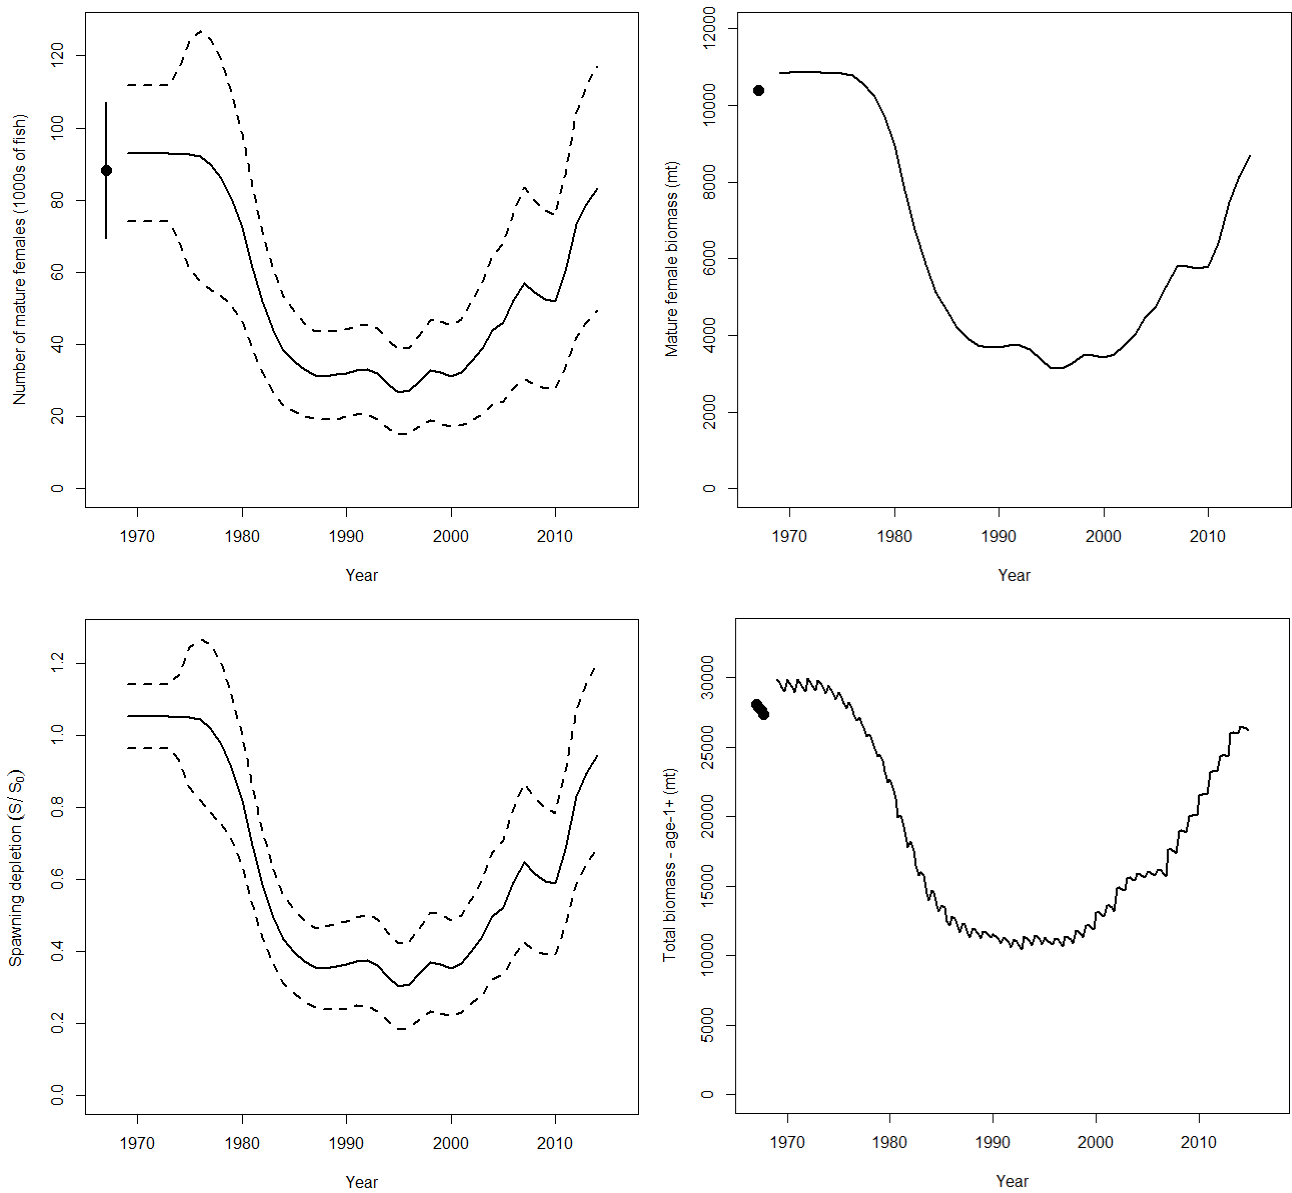 Number of mature females (1000s of fish)
120
100
80
60
40
20
0
1970 1980 1990 2000 2010
Year
Mature female biomass (mt)
12000
10000
8000
6000
4000
2000
0
1970 1980 1990 2000 2010
Year
Spawning depletion (S/ S0)
1.2
1.0
0.8
0.6
0.4
0.2
0.0
1970 1980 1990 2000 2010
Year
Total biomass - age-1+ (mt)
30000
25000
20000
15000
10000
5000
0
1970 1980 1990 2000 2010
Year